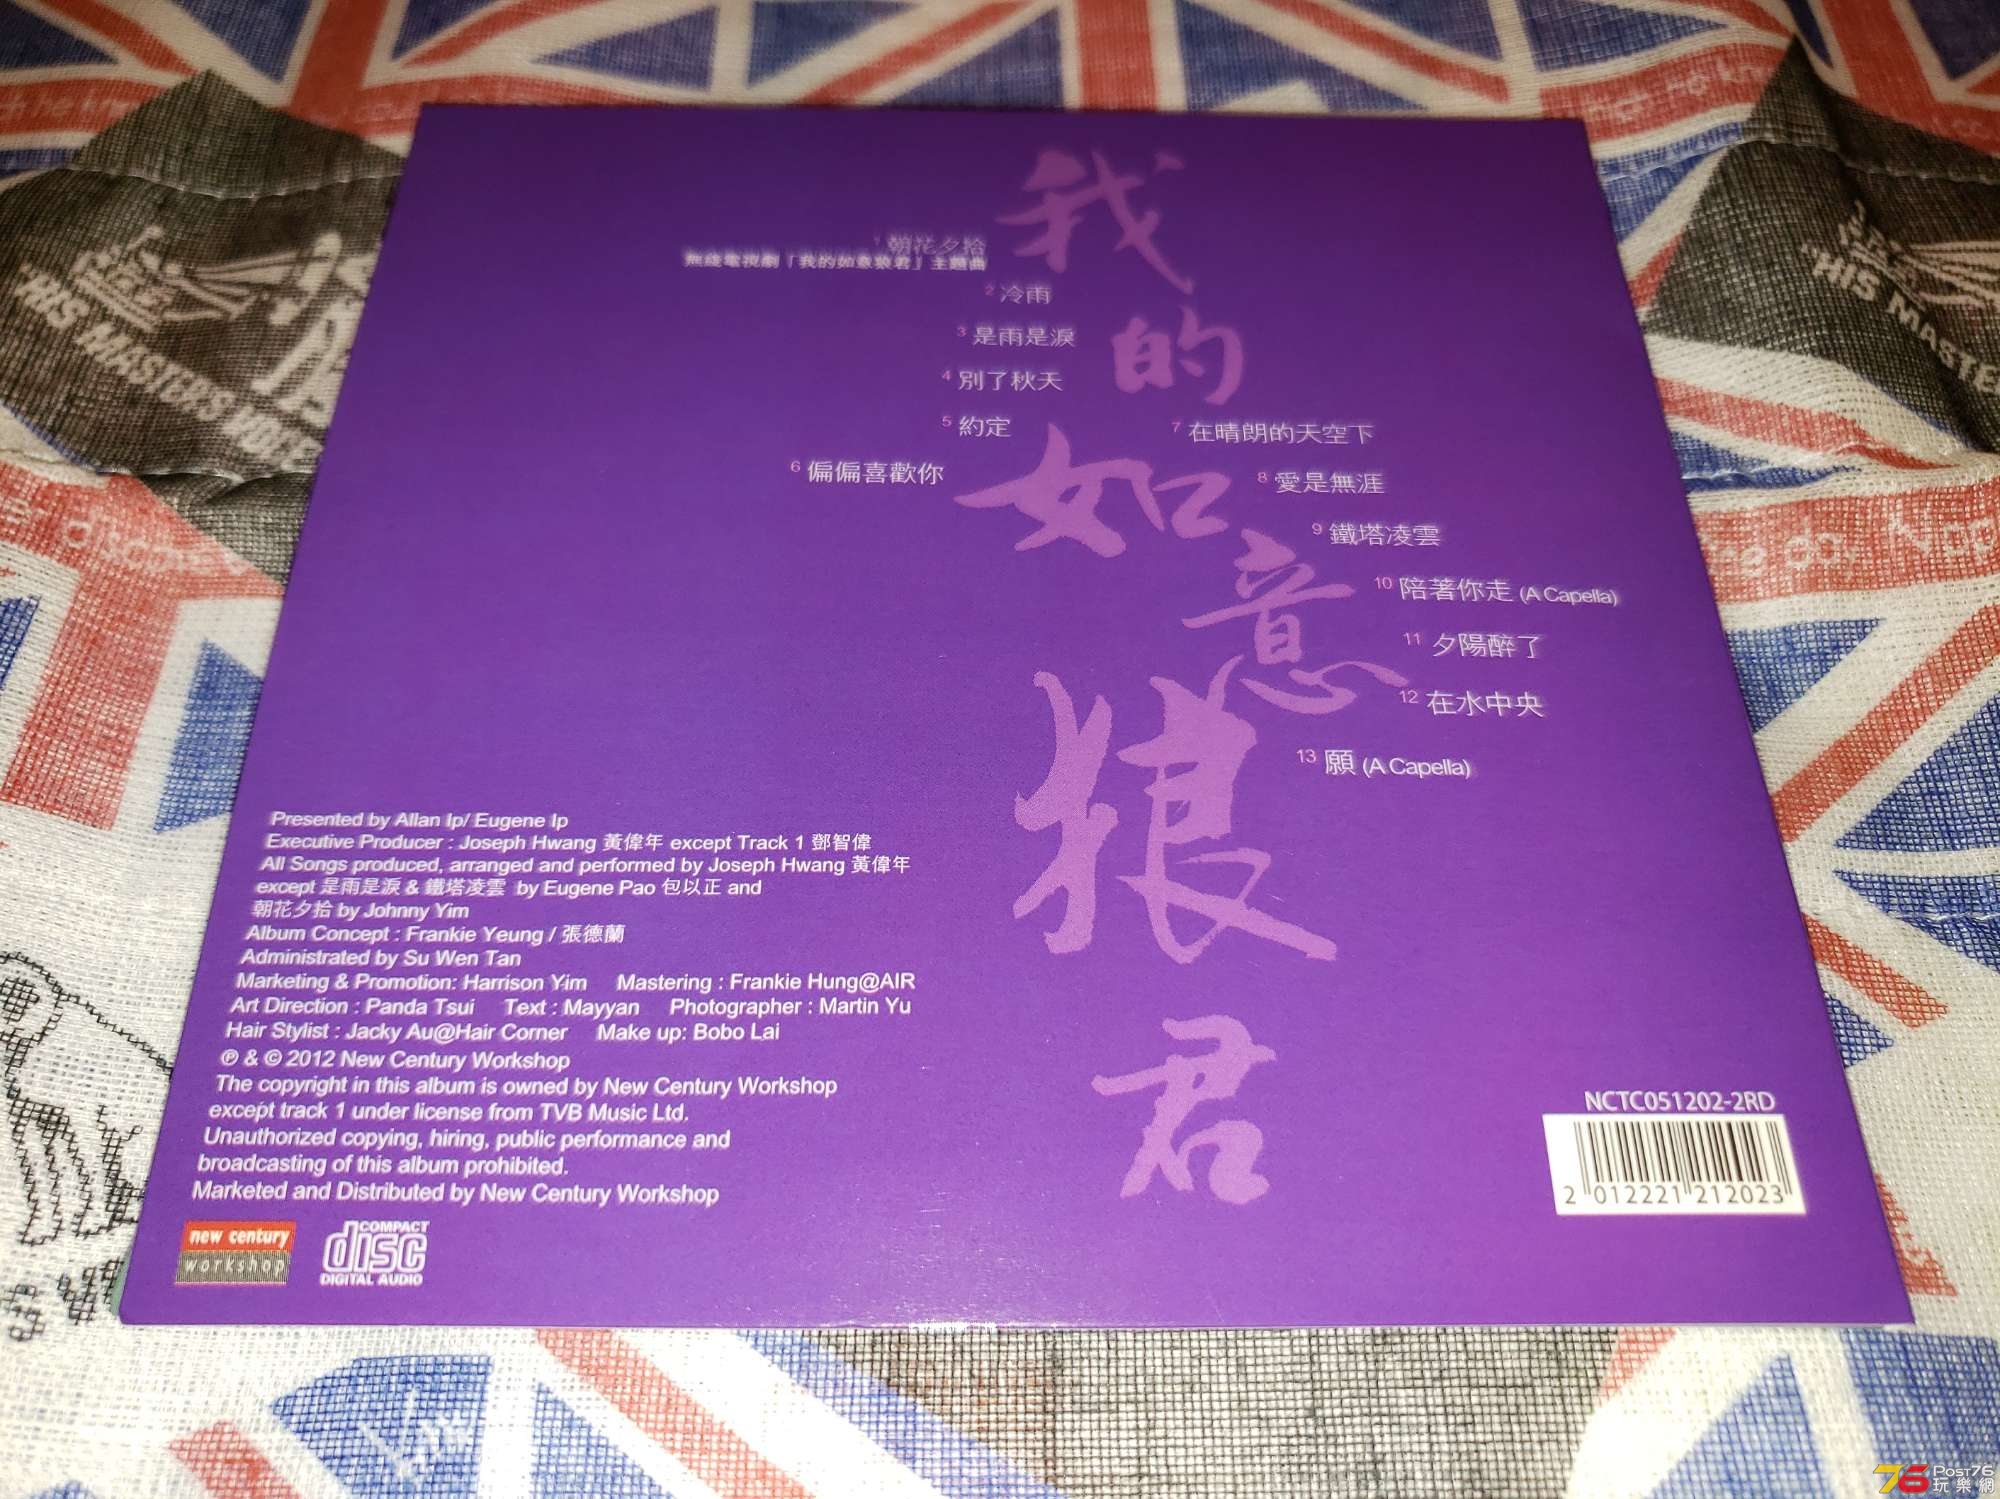 我的如意狼君
1 朝花夕拾
無綫電視劇「我的如意狼君」主題曲
2 冷雨
3 是雨是淚
4 別了秋天
5 約定
6 偏偏喜歡你
7 在晴朗的天空下
8 愛是無涯
9 鐵塔凌雲
10 陪著你走 (A Capella)
11 夕陽醉了
12 在水中央
13 願 (A Capella)
Presented by Allan Ip/ Eugene Ip
Executive Producer : Joseph Hwang 黃偉年 except Track 1 鄧智偉
All Songs produced, arranged and performed by Joseph Hwang 黃偉年
except 是雨是淚 & 鐵塔凌雲 by Eugene Pao 包以正 and
朝花夕拾 by Johnny Yim
Album Concept : Frankie Yeung / 張德蘭
Administrated by Su Wen Tan
Marketing & Promotion: Harrison Yim Mastering : Frankie Hung@AIR
Art Direction : Panda Tsui Text : Mayyan Photographer : Martin Yu
Hair Stylist : Jacky Au@Hair Corner Make up: Bobo Lai
℗ & © 2012 New Century Workshop
The copyright in this album is owned by New Century Workshop
except track 1 under license from TVB Music Ltd.
Unauthorized copying, hiring, public performance and
broadcasting of this album prohibited.
Marketed and Distributed by New Century Workshop
new century
workshop
COMPACT
disc
DIGITAL AUDIO
NCTC051202-2RD
2 012221 212023
HIS MASTERS
HIS MASTERS
76 Post76
玩樂網